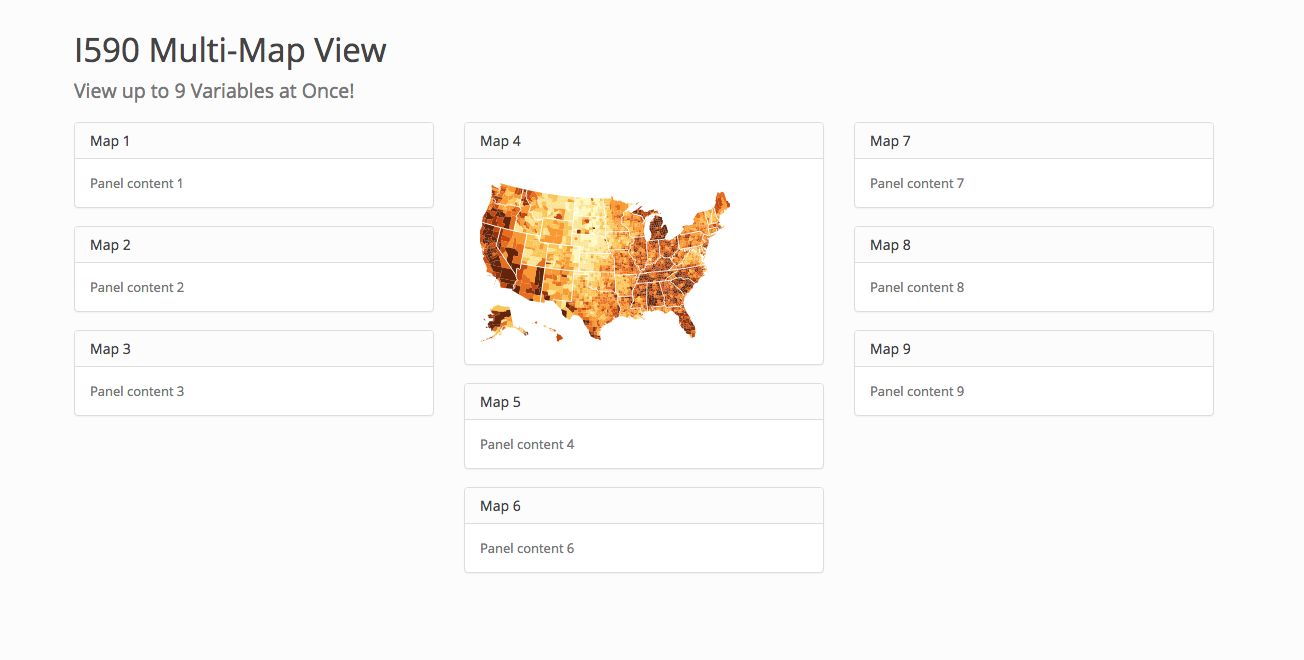 I590 Multi-Map View
View up to 9 Variables at Once!
Map 1
Panel content 1
Map 2
Panel content 2
Map 3
Panel content 3
Map 4
Map 5
Panel content 4
Map 6
Panel content 6
Map 7
Panel content 7
Map 8
Panel content 8
Map 9
Panel content 9